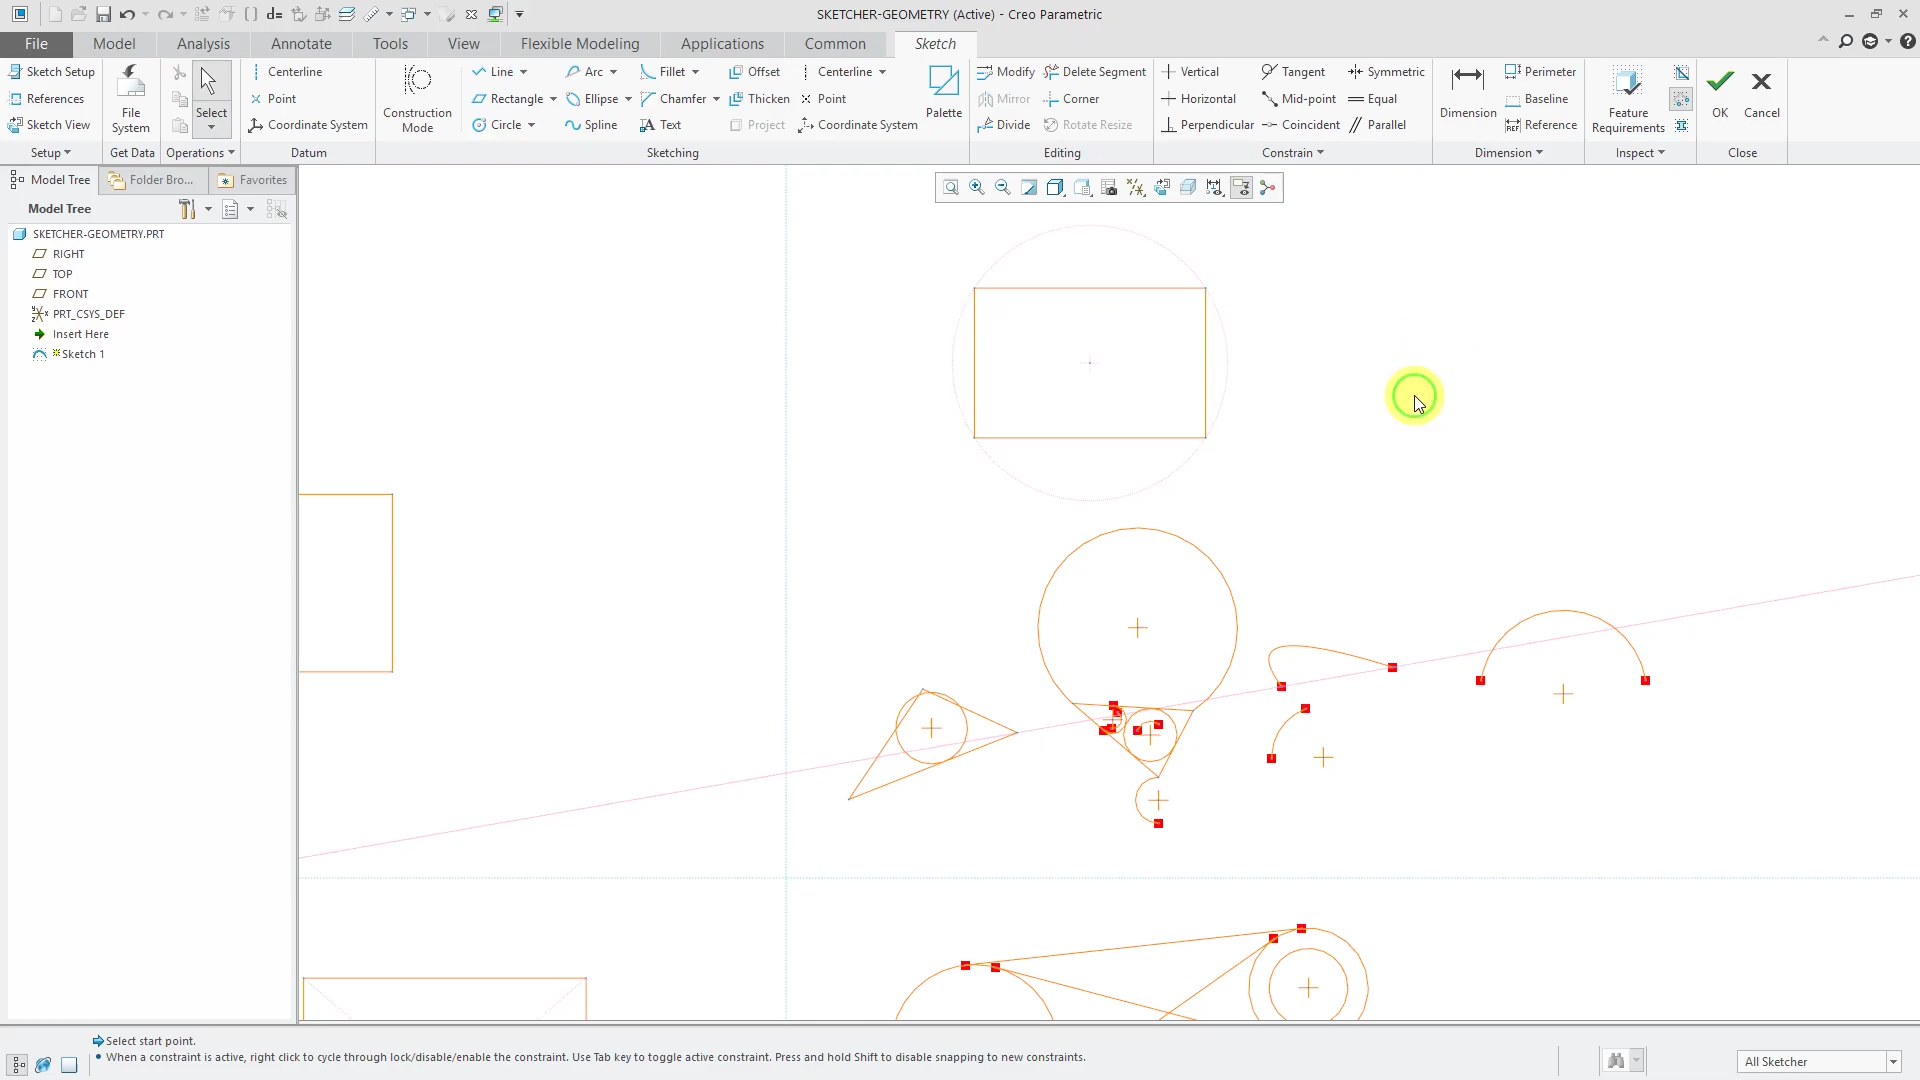 SKETCHER-GEOMETRY (Active) - Creo Parametric
File Model Analysis Annotate Tools View Flexible Modeling Applications Common Sketch
Sketch Setup
References
Sketch View
Setup
File
System
Get Data
Select
Operations
Centerline
Point
Coordinate System
Datum
Construction
Mode
Line Arc Fillet Offset Centerline
Rectangle Ellipse Chamfer Thicken Point
Circle Spline Text Project Coordinate System
Palette
Sketching
Modify Delete Segment
Mirror Corner
Divide Rotate Resize
Editing
Vertical Tangent Symmetric
Horizontal Mid-point Equal
Perpendicular Coincident Parallel
Constrain
Dimension
Perimeter
Baseline
Reference
Dimension
Feature
Requirements
Inspect
OK
Cancel
Close
Model Tree Folder Bro... Favorites
Model Tree
SKETCHER-GEOMETRY.PRT
RIGHT
TOP
FRONT
PRT_CSYS_DEF
Insert Here
Sketch 1
Select start point.
When a constraint is active, right click to cycle through lock/disable/enable the constraint. Use Tab key to toggle active constraint. Press and hold Shift to disable snapping to new constraints.
All Sketcher